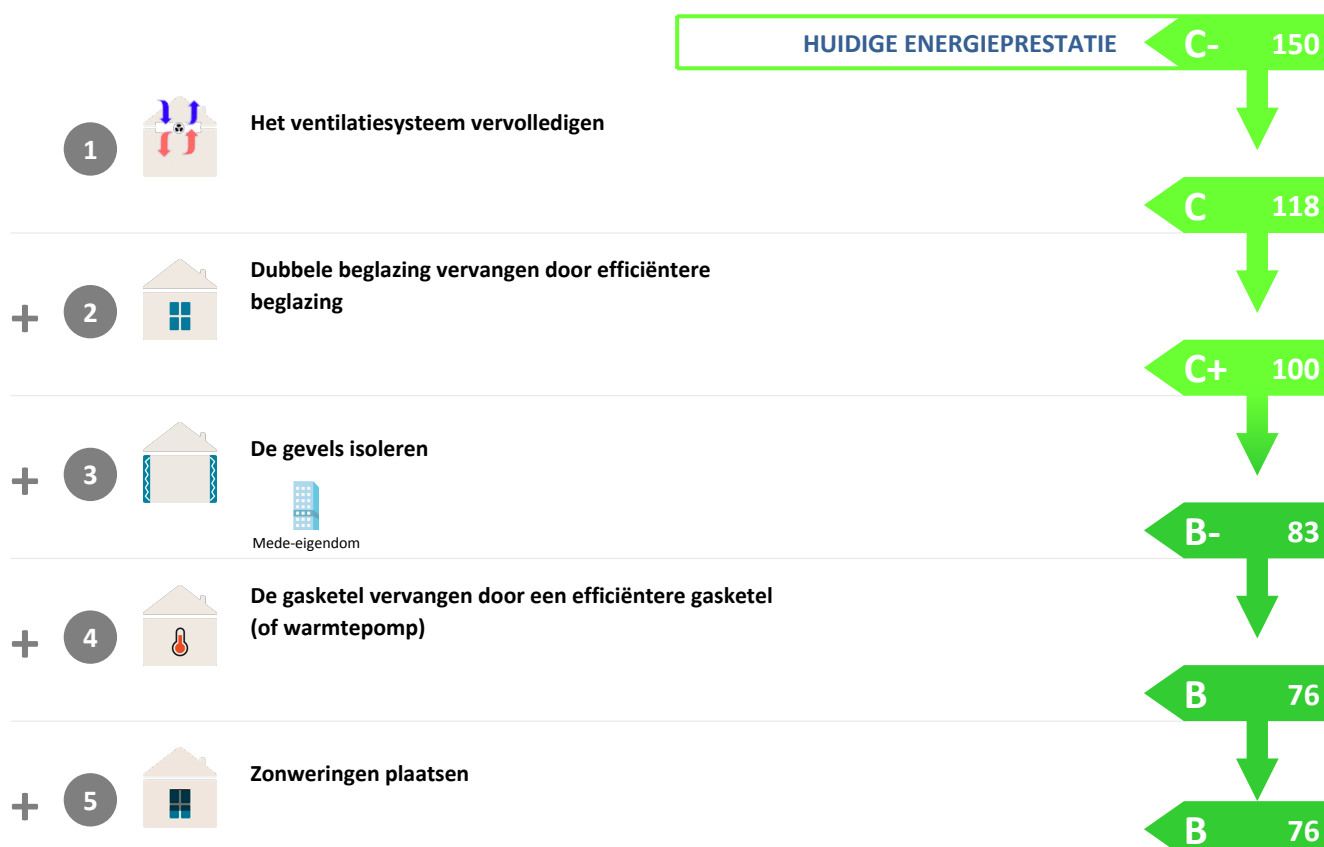 HUIDIGE ENERGIEPRESTATIE C- 150
1 Het ventilatiesysteem vervolledigen
C 118
+ 2 Dubbele beglazing vervangen door efficiëntere
beglazing
C+ 100
+ 3 De gevels isoleren
Mede-eigendom
B- 83
+ 4 De gasketel vervangen door een efficiëntere gasketel
(of warmtepomp)
B 76
+ 5 Zonweringen plaatsen
B 76